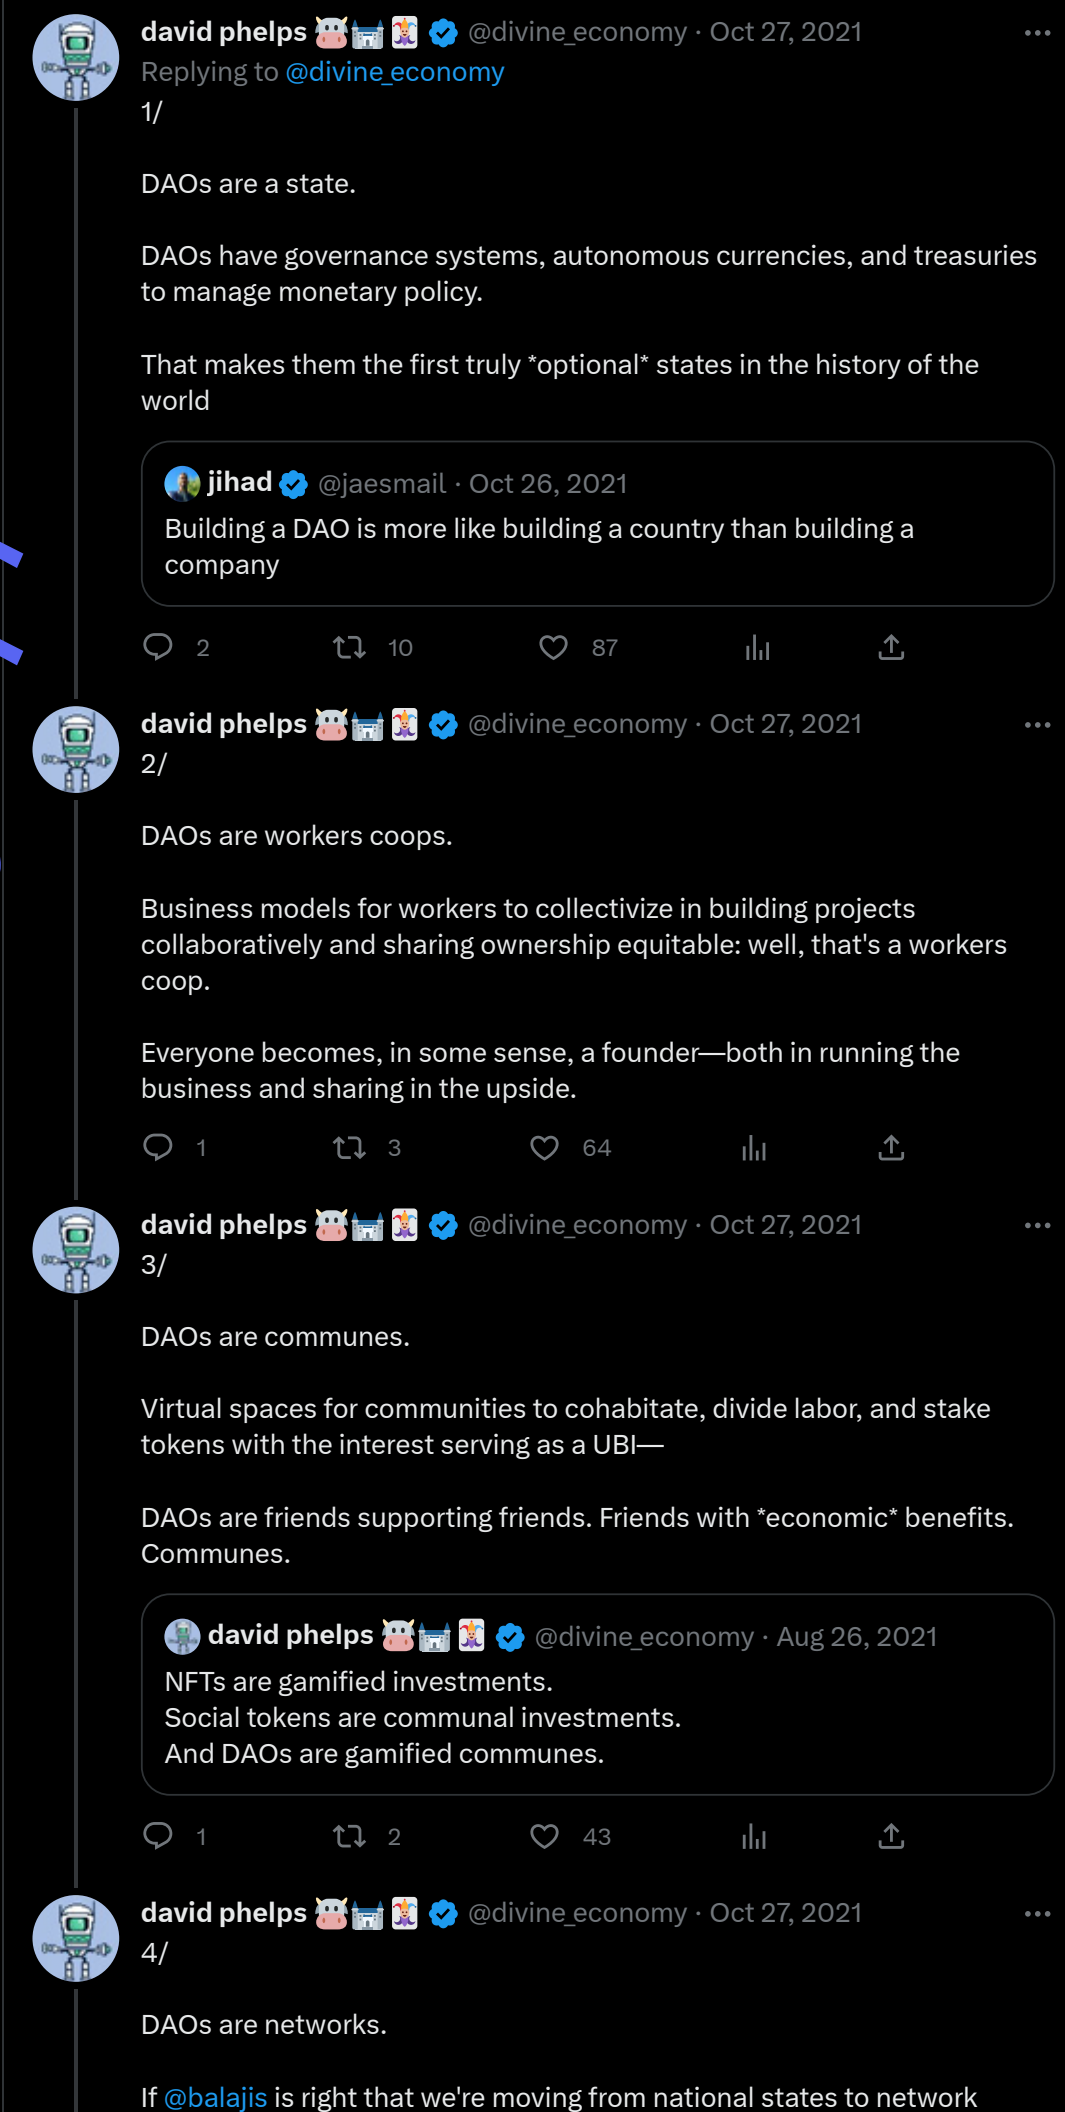 david phelps 🐮🏰🃏 @divine_economy · Oct 27, 2021
Replying to @divine_economy
1/
DAOs are a state.
DAOs have governance systems, autonomous currencies, and treasuries
to manage monetary policy.
That makes them the first truly *optional* states in the history of the
world
jihad @jaesmail · Oct 26, 2021
Building a DAO is more like building a country than building a
company
2 10 87
david phelps 🐮🏰🃏 @divine_economy · Oct 27, 2021
2/
DAOs are workers coops.
Business models for workers to collectivize in building projects
collaboratively and sharing ownership equitable: well, that's a workers
coop.
Everyone becomes, in some sense, a founder—both in running the
business and sharing in the upside.
1 3 64
david phelps 🐮🏰🃏 @divine_economy · Oct 27, 2021
3/
DAOs are communes.
Virtual spaces for communities to cohabitate, divide labor, and stake
tokens with the interest serving as a UBI—
DAOs are friends supporting friends. Friends with *economic* benefits.
Communes.
david phelps 🐮🏰🃏 @divine_economy · Aug 26, 2021
NFTs are gamified investments.
Social tokens are communal investments.
And DAOs are gamified communes.
1 2 43
david phelps 🐮🏰🃏 @divine_economy · Oct 27, 2021
4/
DAOs are networks.
If @balajis is right that we're moving from national states to network